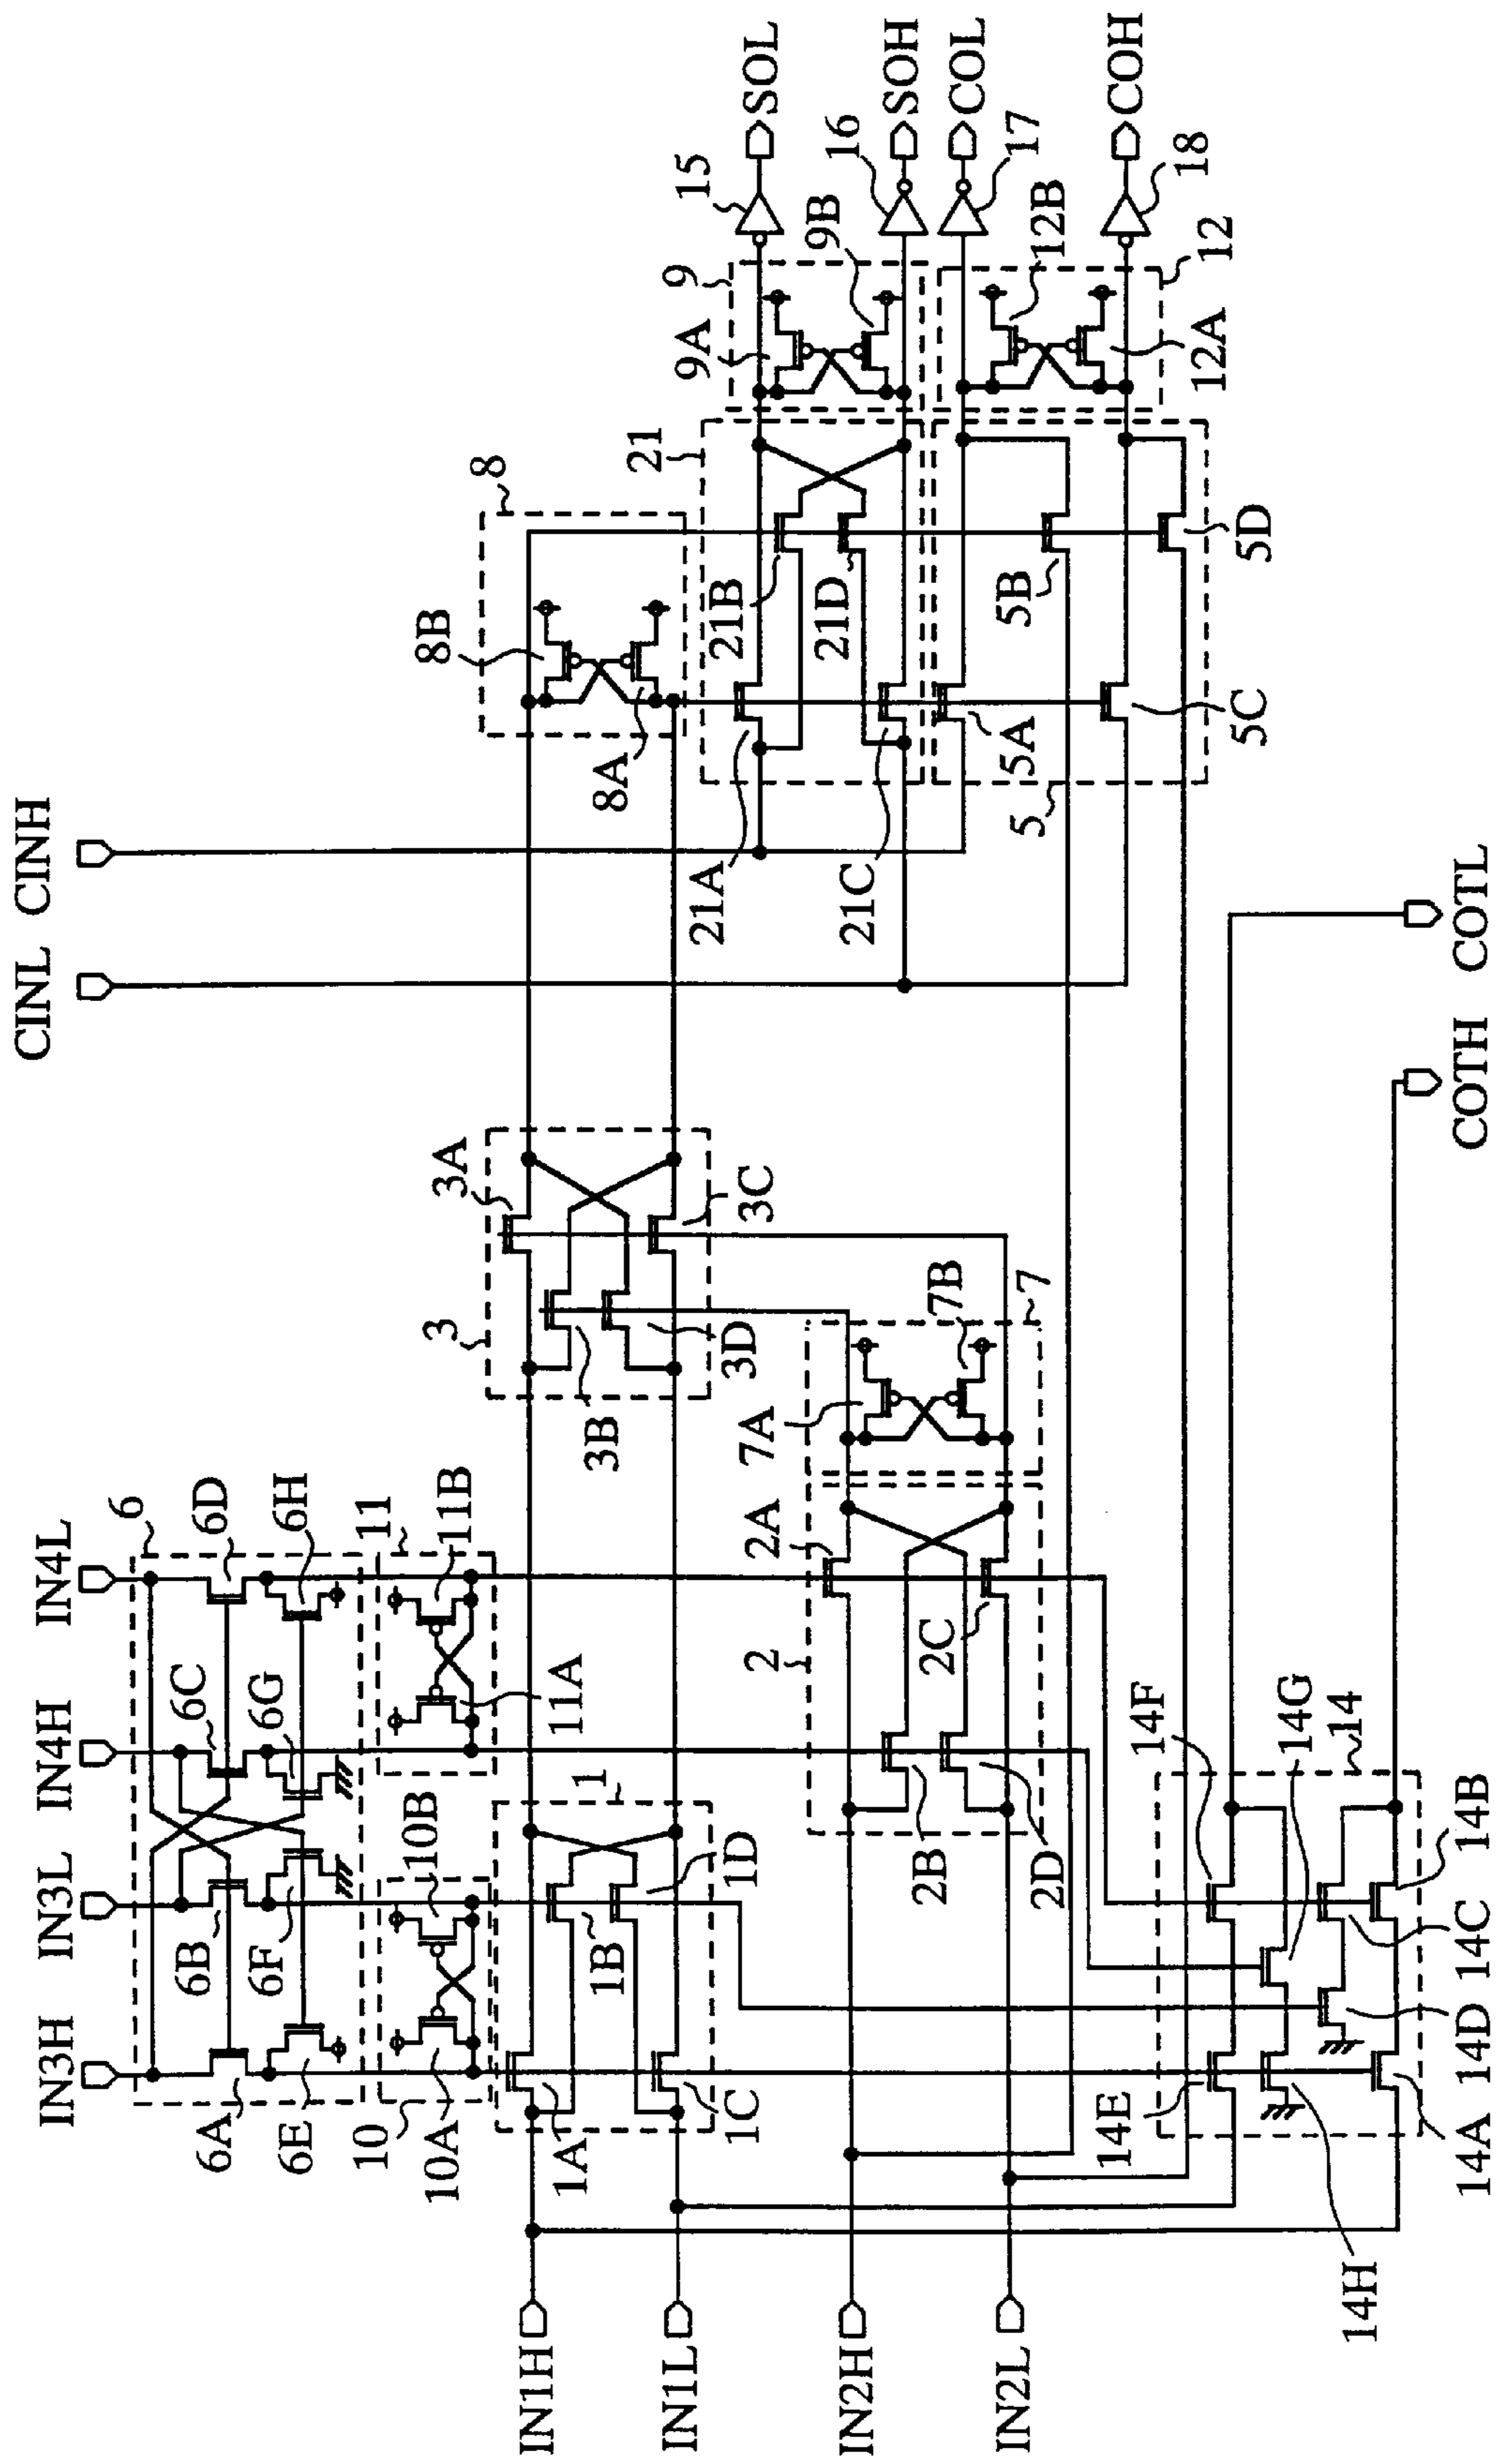 CINL
CINH
IN3H
IN3L
IN4H
IN4L
6
6A
6B
6C
6D
6E
6F
6G
6H
10
10A
10B
11
11A
11B
1
1A
1B
1C
1D
3
3A
3B
3C
3D
8
8A
8B
21
21A
21B
21C
21D
9
9A
9B
15
SOL
16
SOH
17
COL
18
COH
12
12A
12B
5
5A
5B
5C
5D
2
2A
2B
2C
2D
7
7A
7B
IN1H
IN1L
IN2H
IN2L
14
14A
14B
14C
14D
14E
14F
14G
14H
COTH
COTL